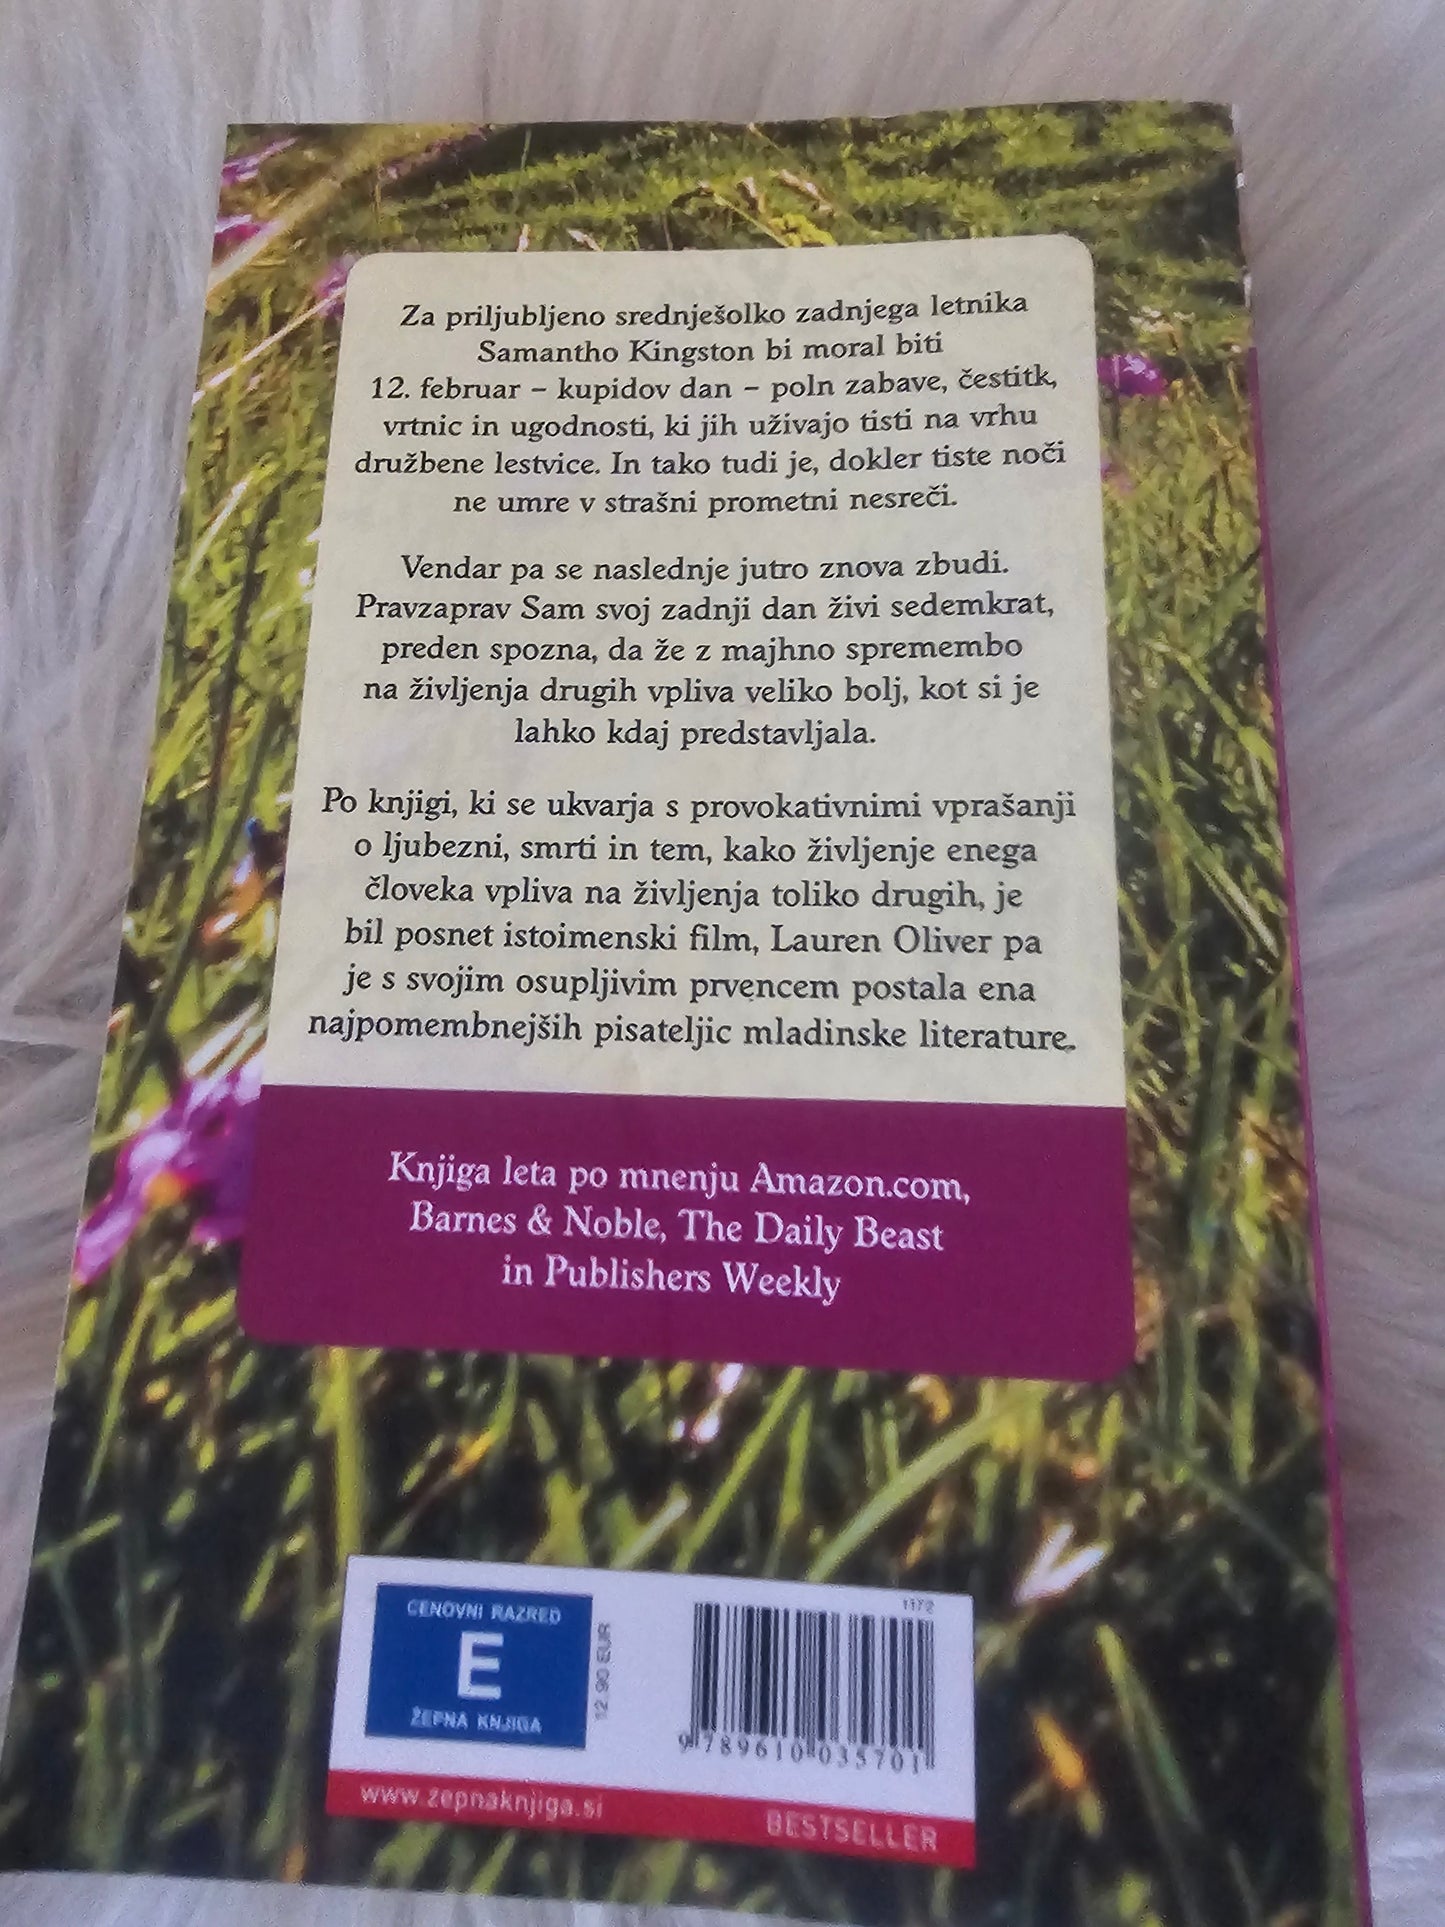 Za priljubljeno srednješolko zadnjega letnika
Samantho Kingston bi moral biti
12. februar – kupidov dan – poln zabave, čestitk,
vrtnic in ugodnosti, ki jih uživajo tisti na vrhu
družbene lestvice. In tako tudi je, dokler tiste noči
ne umre v strašni prometni nesreči.
Vendar pa se naslednje jutro znova zbudi.
Pravzaprav Sam svoj zadnji dan živi sedemkrat,
preden spozna, da že z majhno spremembo
na življenja drugih vpliva veliko bolj, kot si je
lahko kdaj predstavljala.
Po knjigi, ki se ukvarja s provokativnimi vprašanji
o ljubezni, smrti in tem, kako življenje enega
človeka vpliva na življenja toliko drugih, je
bil posnet istoimenski film, Lauren Oliver pa
je s svojim osupljivim prvencem postala ena
najpomembnejših pisateljic mladinske literature.
Knjiga leta po mnenju Amazon.com,
Barnes & Noble, The Daily Beast
in Publishers Weekly
CENOVNI RAZRED
E
ŽEPNA KNJIGA
12.90 EUR
1172
9 789610 035701
www.zepnaknjiga.si
BESTSELLER